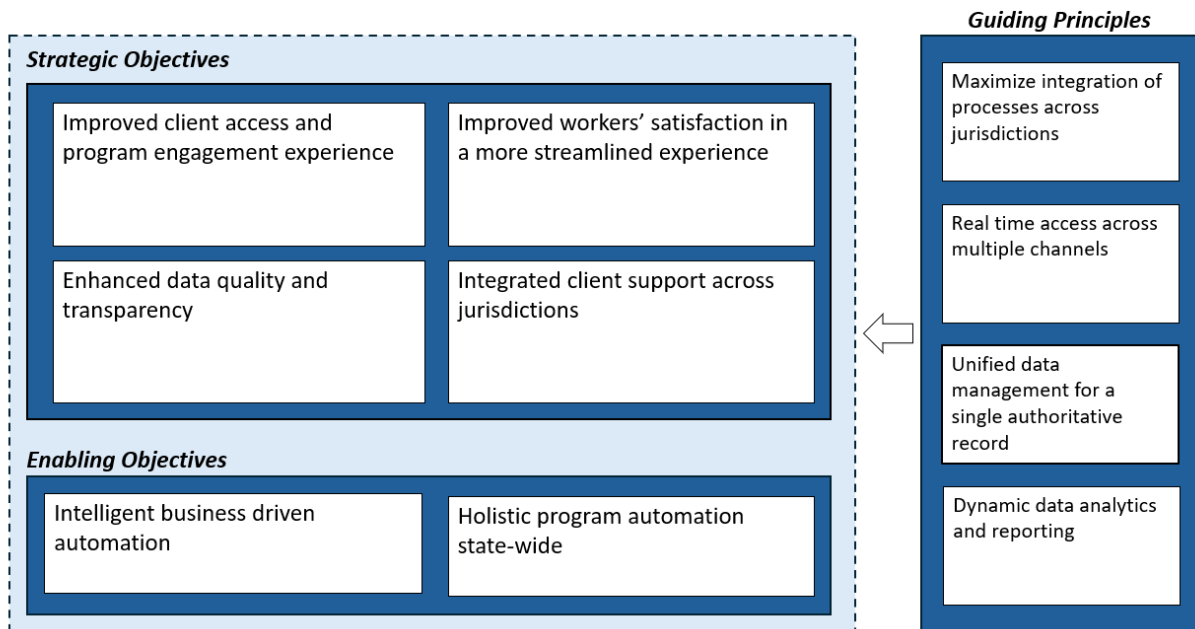 Strategic Objectives
Improved client access and
program engagement experience
Improved workers’ satisfaction in
a more streamlined experience
Enhanced data quality and
transparency
Integrated client support across
jurisdictions
Enabling Objectives
Intelligent business driven
automation
Holistic program automation
state-wide
Guiding Principles
Maximize integration of
processes across
jurisdictions
Real time access across
multiple channels
Unified data
management for a
single authoritative
record
Dynamic data analytics
and reporting